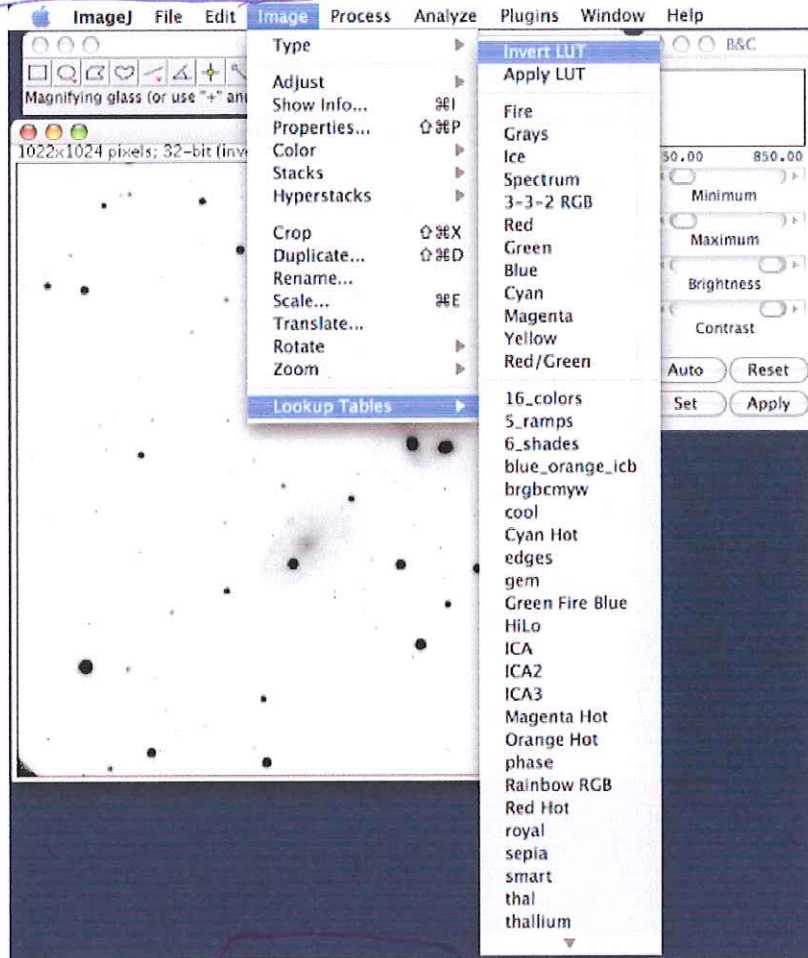 ImageJ File Edit Image Process Analyze Plugins Window Help
Magnifying glass (or use "+" an
1022x1024 pixels; 32-bit (inv
Type
Adjust
Show Info... ⌘I
Properties... ⇧⌘P
Color
Stacks
Hyperstacks
Crop ⇧⌘X
Duplicate... ⇧⌘D
Rename...
Scale... ⌘E
Translate...
Rotate
Zoom
Lookup Tables
Invert LUT
Apply LUT
Fire
Grays
Ice
Spectrum
3-3-2 RGB
Red
Green
Blue
Cyan
Magenta
Yellow
Red/Green
16_colors
5_ramps
6_shades
blue_orange_icb
brgbcmyw
cool
Cyan Hot
edges
gem
Green Fire Blue
HiLo
ICA
ICA2
ICA3
Magenta Hot
Orange Hot
phase
Rainbow RGB
Red Hot
royal
sepia
smart
thal
thallium
B&C
50.00 850.00
Minimum
Maximum
Brightness
Contrast
Auto Reset
Set Apply